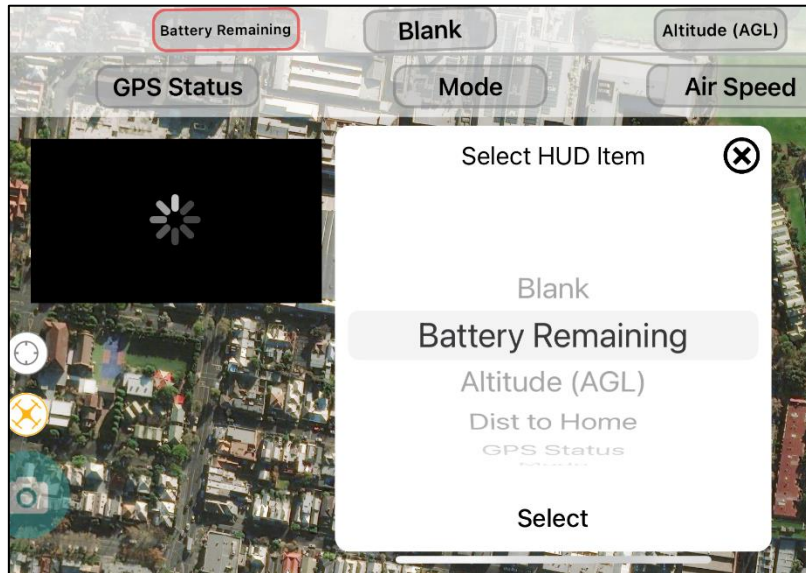 Battery Remaining Blank Altitude (AGL)
GPS Status Mode Air Speed
Select HUD Item
Blank
Battery Remaining
Altitude (AGL)
Dist to Home
GPS Status
Select